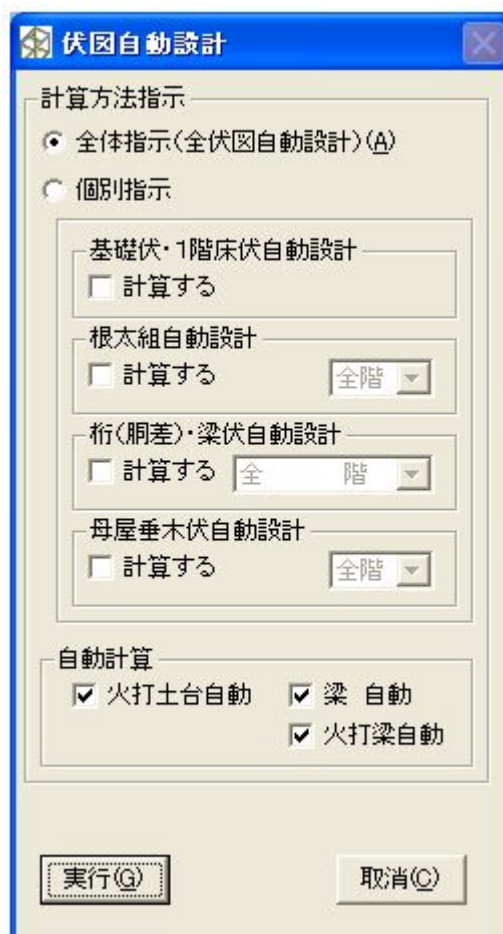 伏図自動設計
計算方法指示
全体指示(全伏図自動設計)(A)
個別指示
基礎伏・1階床伏自動設計
計算する
根太組自動設計
計算する 全階
桁(胴差)・梁伏自動設計
計算する 全 階
母屋垂木伏自動設計
計算する 全階
自動計算
火打土台自動 梁 自動
火打梁自動
実行(G) 取消(C)